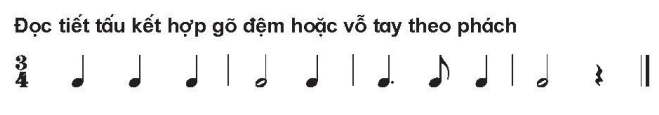 Đọc tiết tấu kết hợp gõ đệm hoặc vỗ tay theo phách
3
4